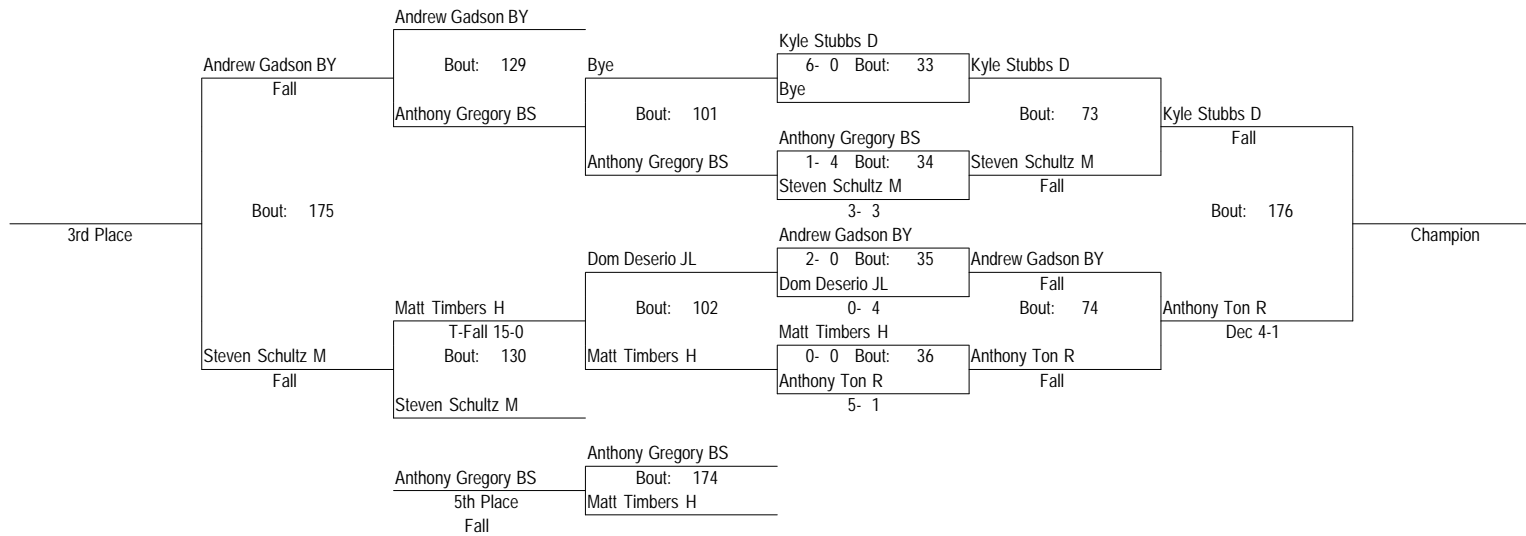 Andrew Gadson BY
Kyle Stubbs D
Andrew Gadson BY Bout: 129 Bye 6- 0 Bout: 33 Kyle Stubbs D
Fall Bye
Anthony Gregory BS Bout: 101 Bout: 73 Kyle Stubbs D
Anthony Gregory BS Fall
Anthony Gregory BS 1- 4 Bout: 34 Steven Schultz M
Steven Schultz M Fall
Bout: 175 3- 3 Bout: 176
3rd Place Andrew Gadson BY Champion
Dom Deserio JL 2- 0 Bout: 35 Andrew Gadson BY
Dom Deserio JL Fall
Matt Timbers H Bout: 102 0- 4 Bout: 74 Anthony Ton R
T-Fall 15-0 Matt Timbers H Dec 4-1
Steven Schultz M Bout: 130 Matt Timbers H 0- 0 Bout: 36 Anthony Ton R
Fall Anthony Ton R Fall
Steven Schultz M 5- 1
Anthony Gregory BS
Anthony Gregory BS Bout: 174
5th Place Matt Timbers H
Fall